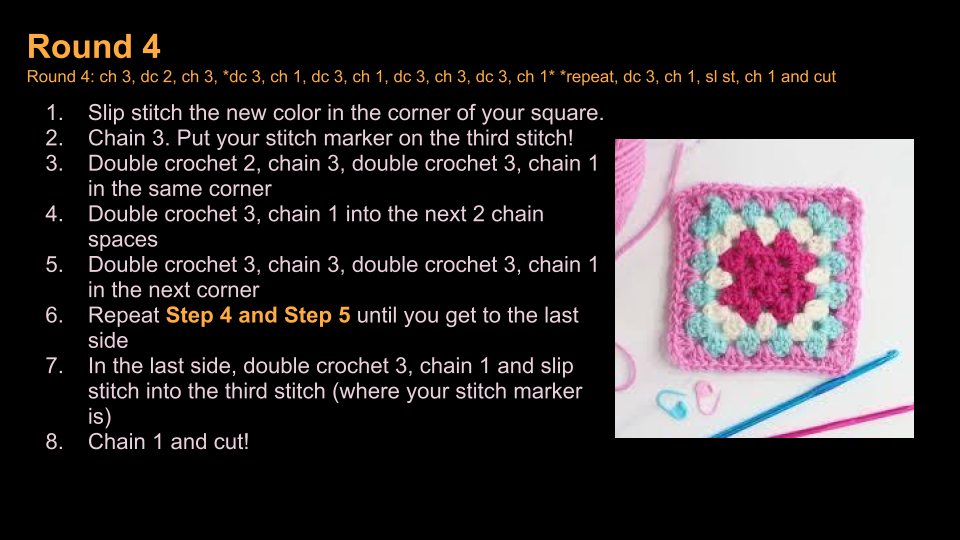 Round 4
Round 4: ch 3, dc 2, ch 3, *dc 3, ch 1, dc 3, ch 1, dc 3, ch 3, dc 3, ch 1* *repeat, dc 3, ch 1, sl st, ch 1 and cut
1. Slip stitch the new color in the corner of your square.
2. Chain 3. Put your stitch marker on the third stitch!
3. Double crochet 2, chain 3, double crochet 3, chain 1
in the same corner
4. Double crochet 3, chain 1 into the next 2 chain
spaces
5. Double crochet 3, chain 3, double crochet 3, chain 1
in the next corner
6. Repeat Step 4 and Step 5 until you get to the last
side
7. In the last side, double crochet 3, chain 1 and slip
stitch into the third stitch (where your stitch marker
is)
8. Chain 1 and cut!